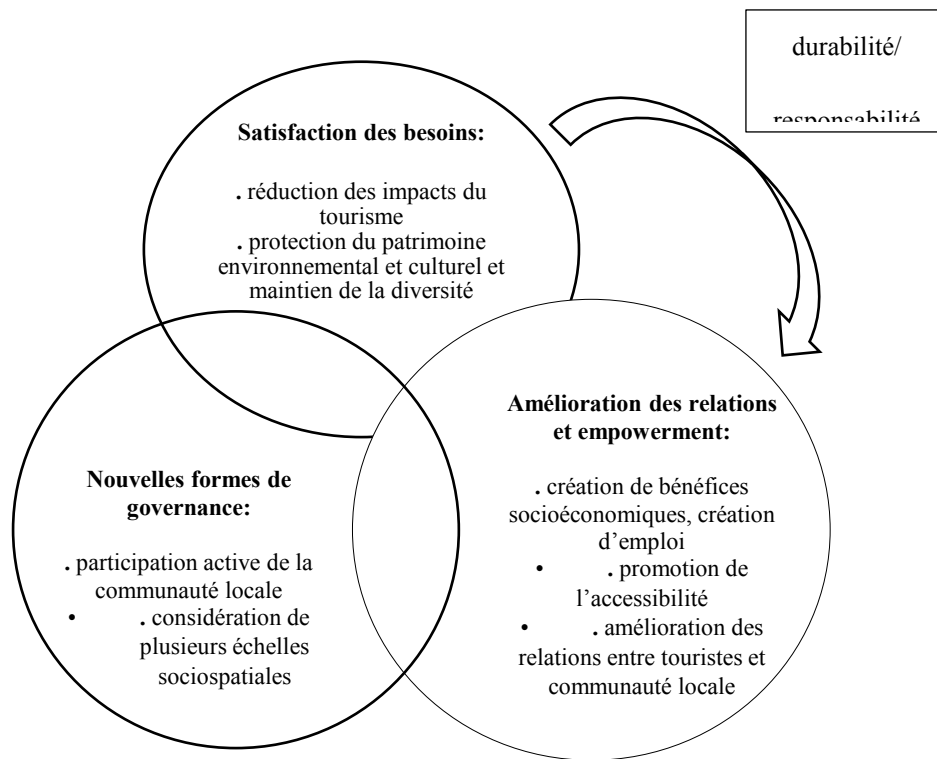 durabilité/
responsabilité
Satisfaction des besoins:
. réduction des impacts du
tourisme
. protection du patrimoine
environnemental et culturel et
maintien de la diversité
Amélioration des relations
et empowerment:
. création de bénéfices
socioéconomiques, création
d’emploi
• . promotion de
l’accessibilité
• . amélioration des
relations entre touristes et
communauté locale
Nouvelles formes de
governance:
. participation active de la
communauté locale
• . considération de
plusieurs échelles
sociospatiales